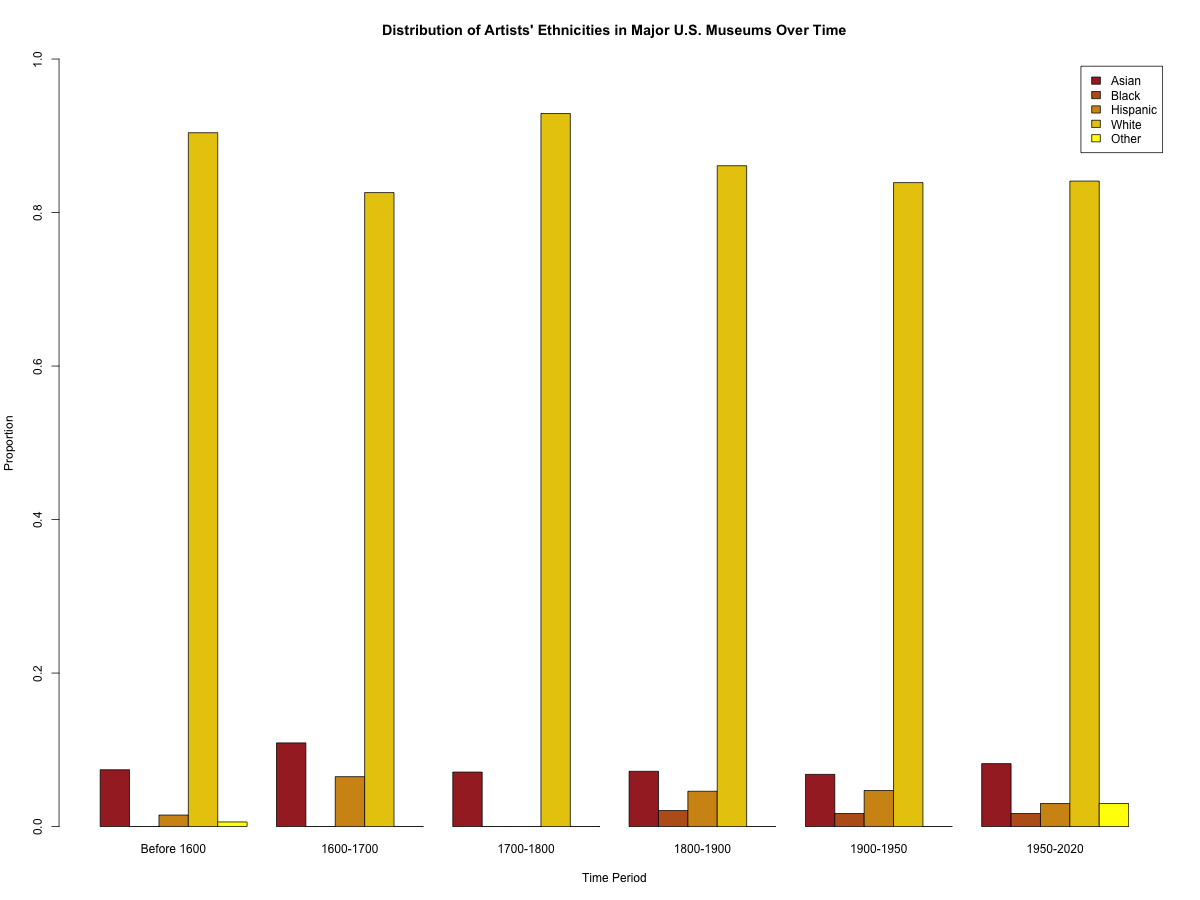 Distribution of Artists' Ethnicities in Major U.S. Museums Over Time
Asian
Black
Hispanic
White
Other
1.0
0.8
0.6
0.4
0.2
0.0
Proportion
Before 1600
1600-1700
1700-1800
1800-1900
1900-1950
1950-2020
Time Period